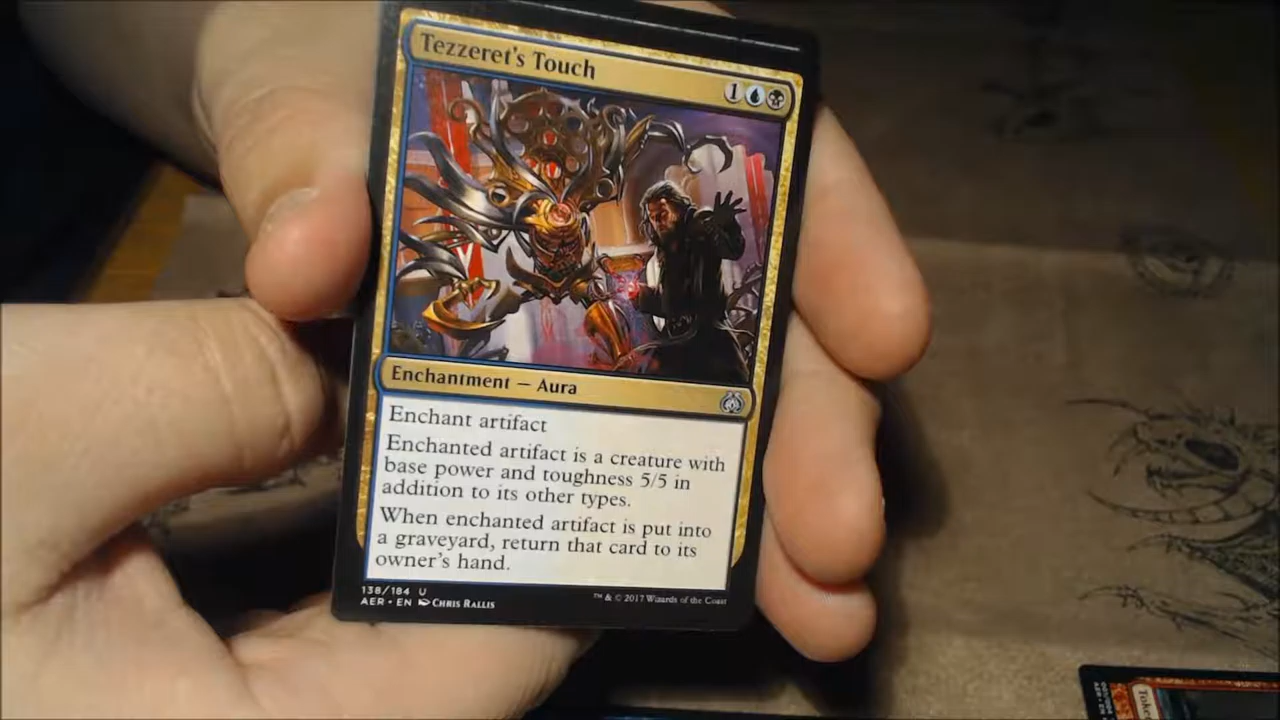 Tezzeret's Touch
1
Enchantment — Aura
Enchant artifact
Enchanted artifact is a creature with
base power and toughness 5/5 in
addition to its other types.
When enchanted artifact is put into
a graveyard, return that card to its
owner's hand.
138/184 U
AER • EN CHRIS RALLIS
™ & © 2017 Wizards of the Coast
Toke